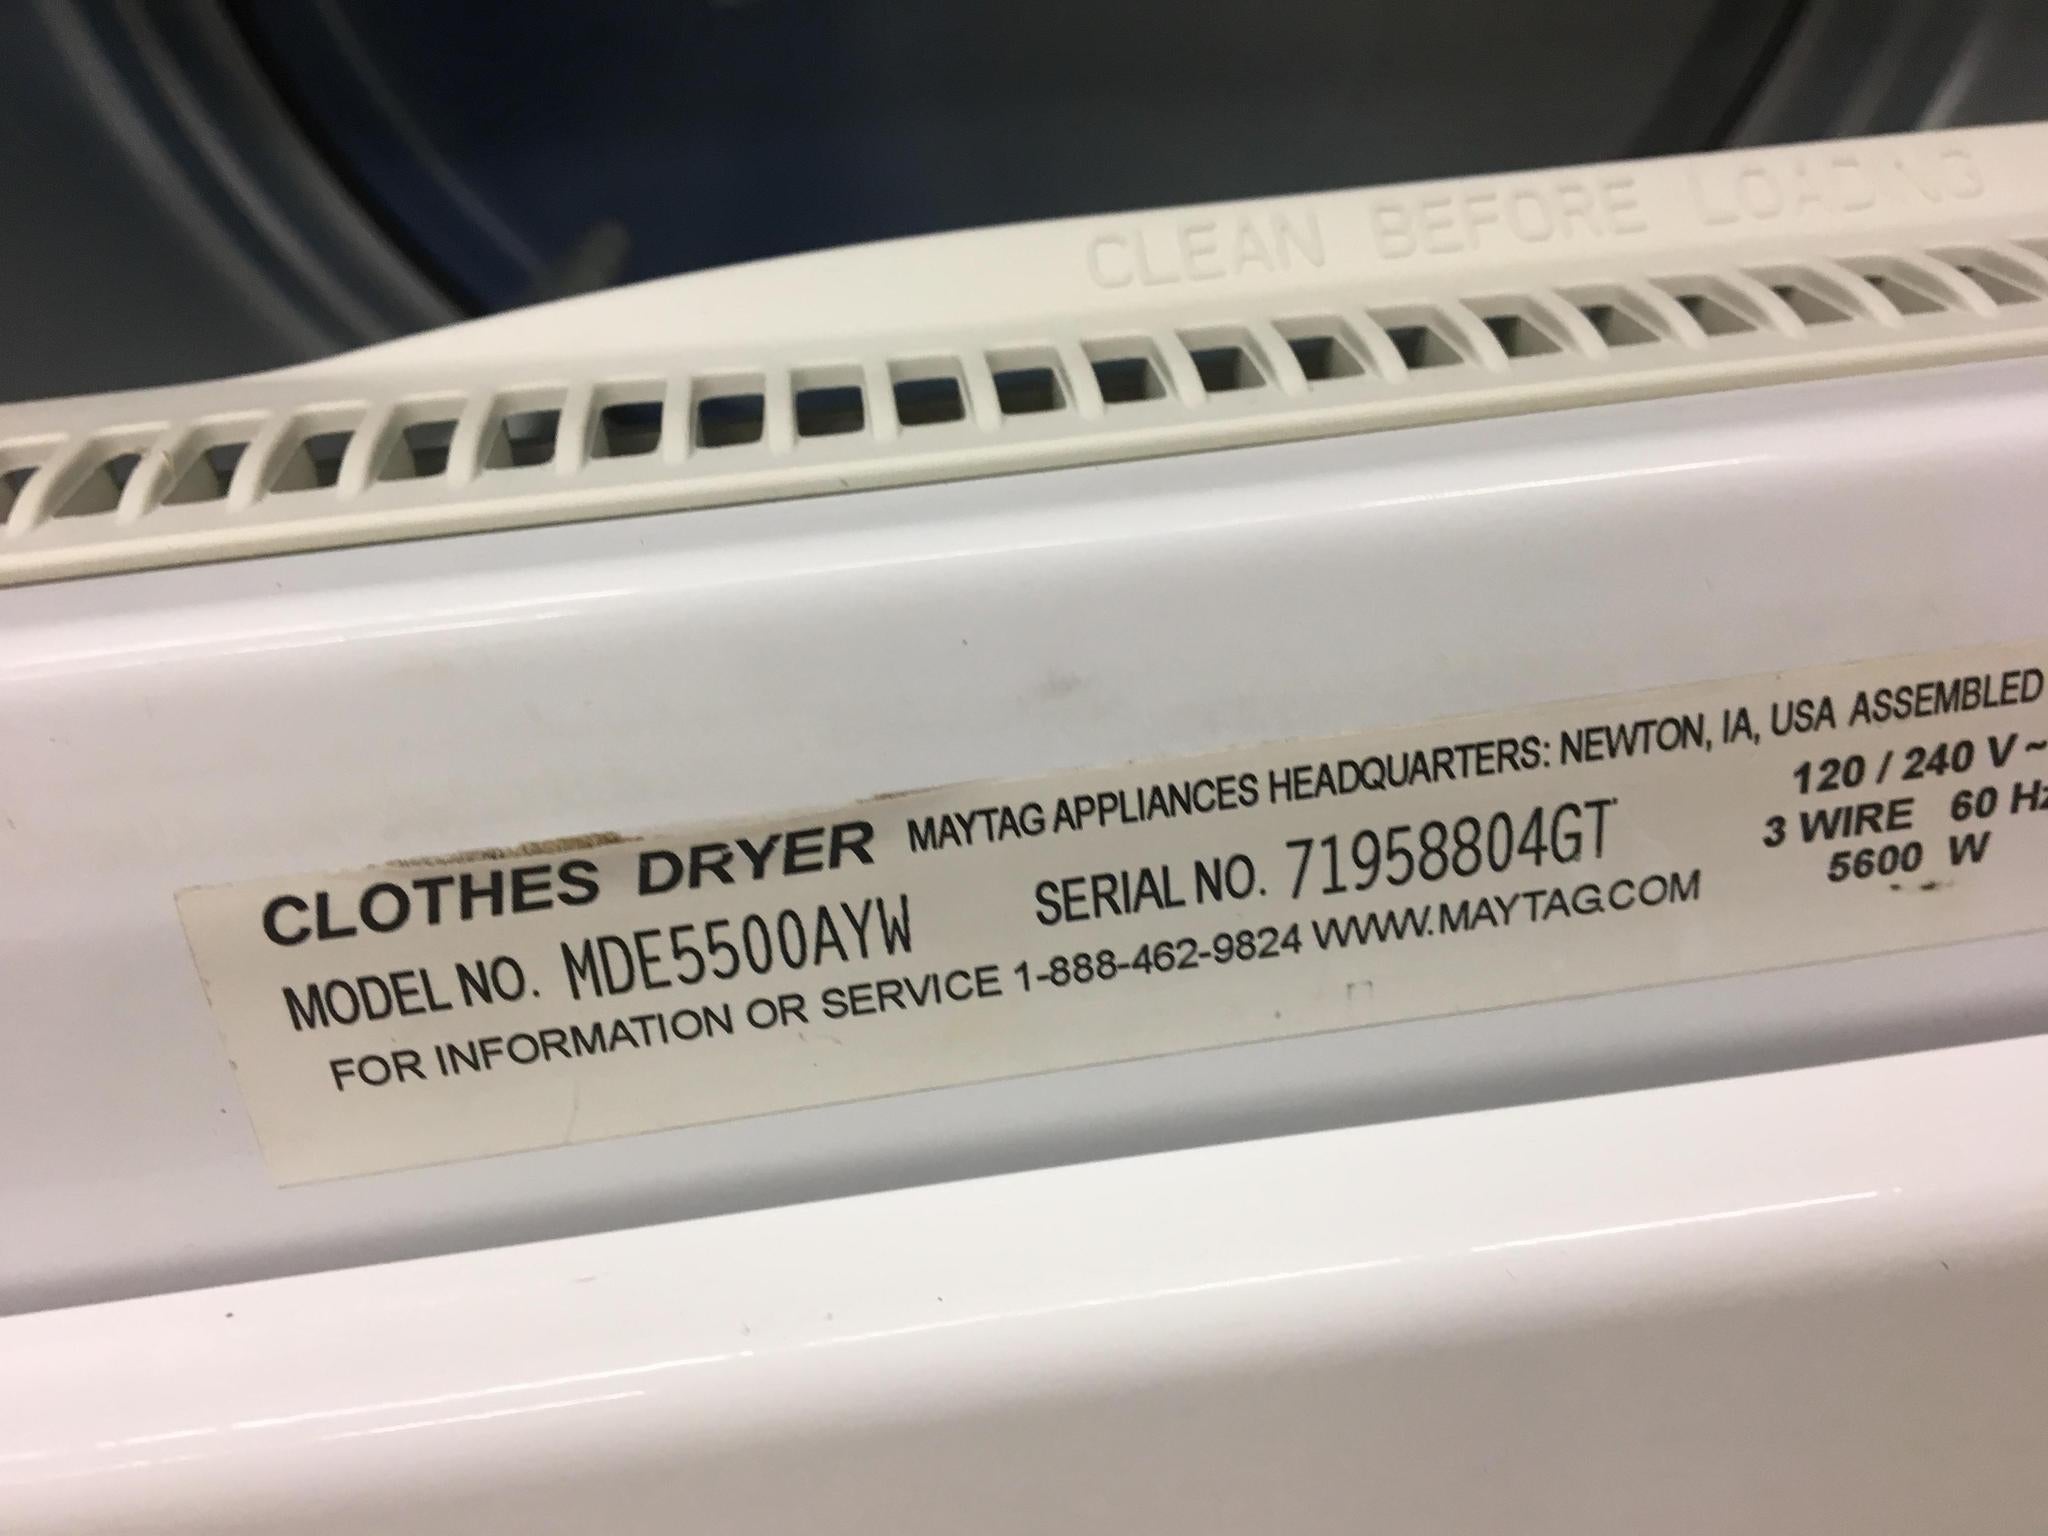 CLEAN BEFORE LOADING
CLOTHES DRYER MAYTAG APPLIANCES HEADQUARTERS: NEWTON, IA, USA ASSEMBLED
MODEL NO. MDE5500AYW SERIAL NO. 71958804GT
FOR INFORMATION OR SERVICE 1-888-462-9824 WWW.MAYTAG.COM
120 / 240 V ~
3 WIRE 60 Hz
5600 W